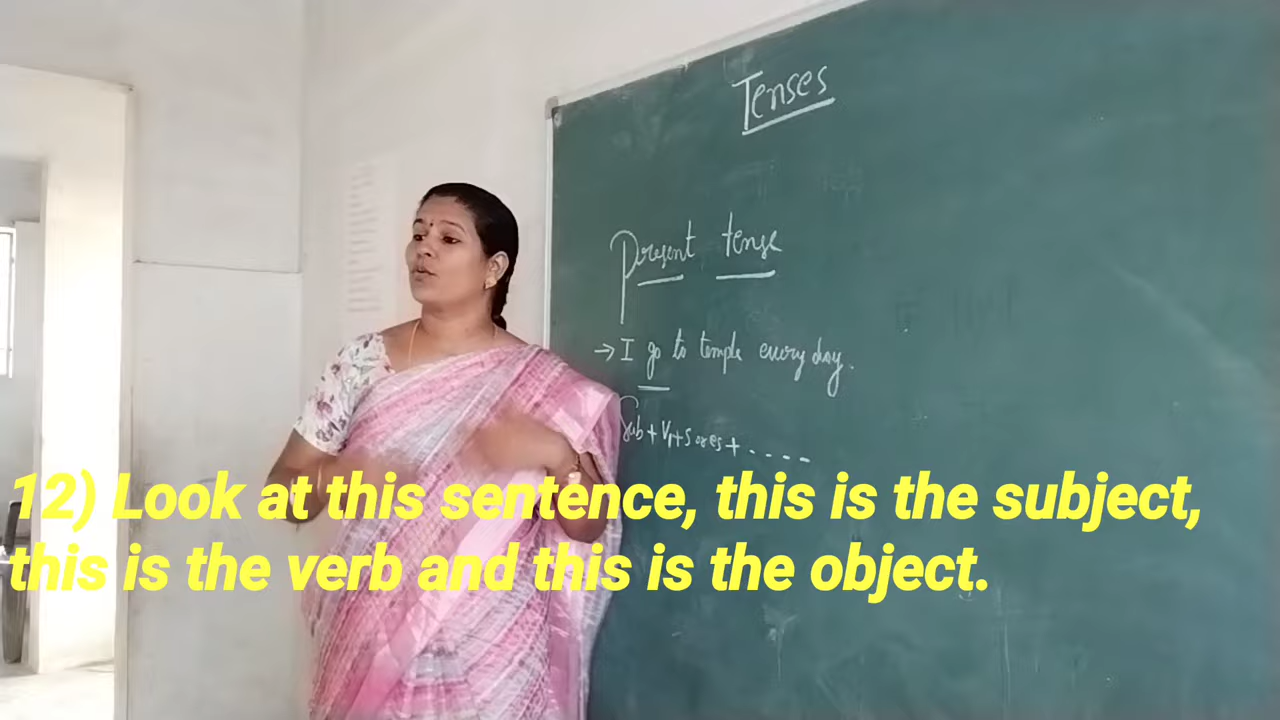 Tenses
Present tense
→ I go to temple every day.
Sub + V1 + S or es + . . . . .
12) Look at this sentence, this is the subject,
this is the verb and this is the object.